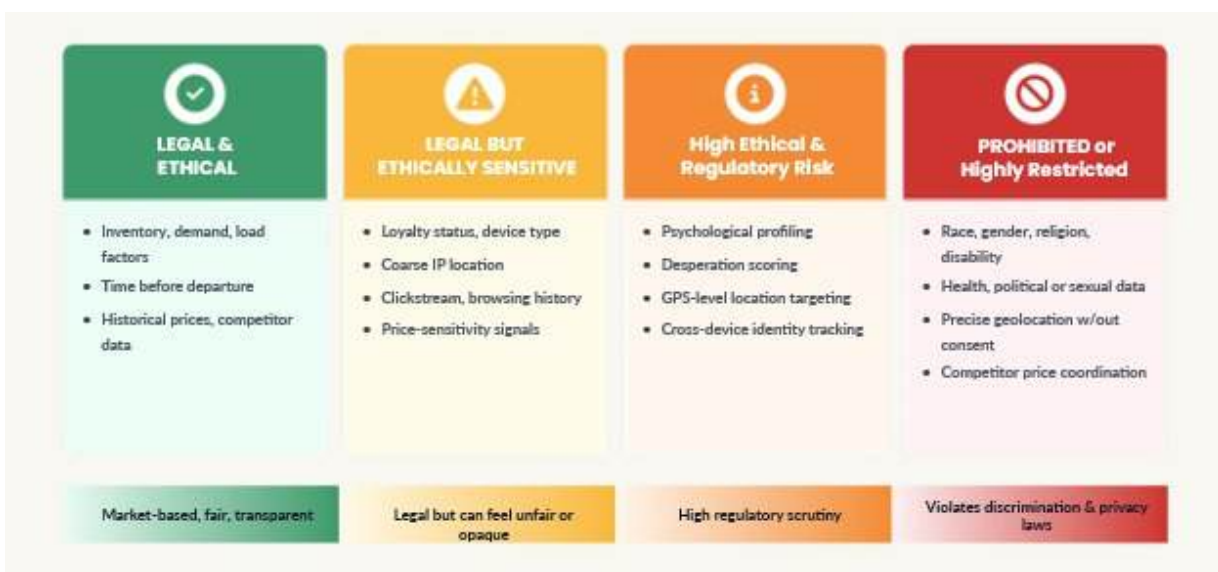 LEGAL &
ETHICAL
• Inventory, demand, load
factors
• Time before departure
• Historical prices, competitor
data
Market-based, fair, transparent
LEGAL BUT
ETHICALLY SENSITIVE
• Loyalty status, device type
• Coarse IP location
• Clickstream, browsing history
• Price-sensitivity signals
Legal but can feel unfair or
opaque
High Ethical &
Regulatory Risk
• Psychological profiling
• Desperation scoring
• GPS-level location targeting
• Cross-device identity tracking
High regulatory scrutiny
PROHIBITED or
Highly Restricted
• Race, gender, religion,
disability
• Health, political or sexual data
• Precise geolocation w/out
consent
• Competitor price coordination
Violates discrimination & privacy
laws